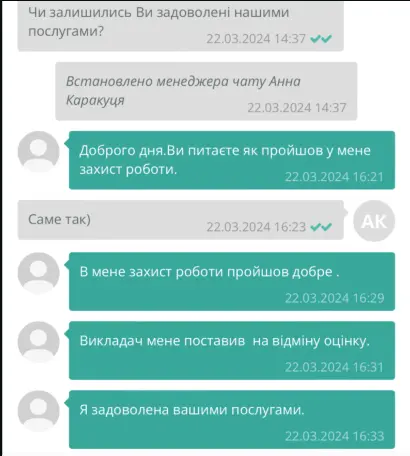 Чи залишились Ви задоволені нашими
послугами?
22.03.2024 14:37
Встановлено менеджера чату Анна
Каракуця
22.03.2024 14:37
Доброго дня.Ви питаєте як пройшов у мене
захист роботи.
22.03.2024 16:21
Саме так)
22.03.2024 16:23
АК
В мене захист роботи пройшов добре .
22.03.2024 16:29
Викладач мене поставив  на відміну оцінку.
22.03.2024 16:31
Я задоволена вашими послугами.
22.03.2024 16:33